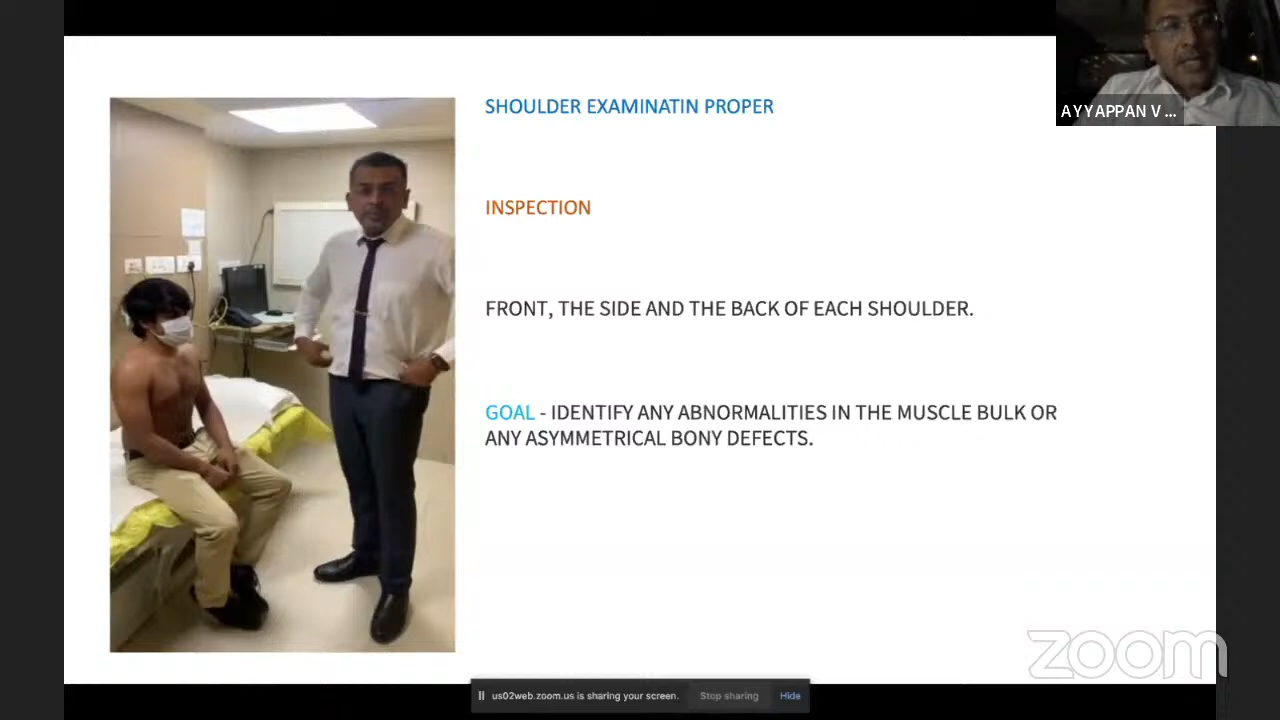 SHOULDER EXAMINATIN PROPER
AYYAPPAN V ...
INSPECTION
FRONT, THE SIDE AND THE BACK OF EACH SHOULDER.
GOAL - IDENTIFY ANY ABNORMALITIES IN THE MUSCLE BULK OR
ANY ASYMMETRICAL BONY DEFECTS.
zoom
us02web.zoom.us is sharing your screen. Stop sharing Hide